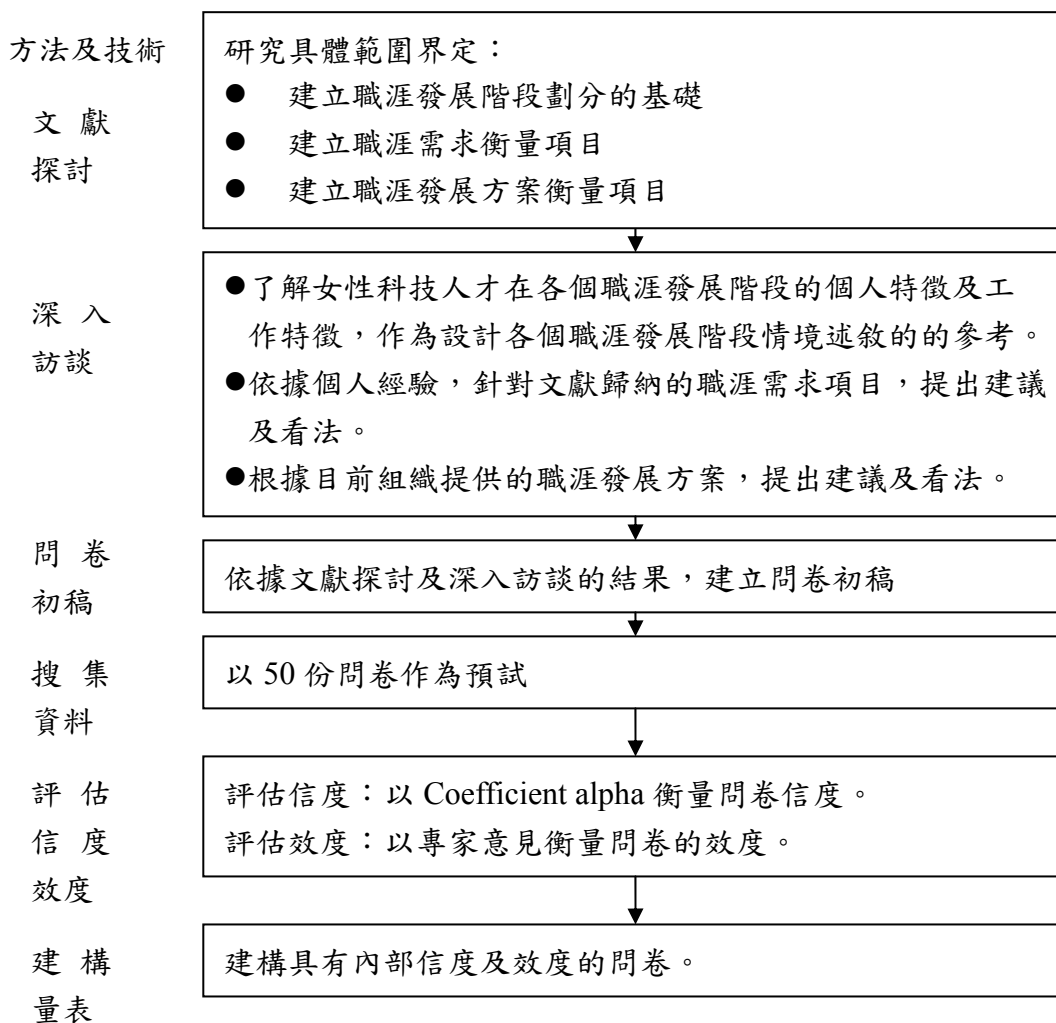 方法及技術
文 獻
探討
研究具體範圍界定：
● 建立職涯發展階段劃分的基礎
● 建立職涯需求衡量項目
● 建立職涯發展方案衡量項目
深 入
訪談
●了解女性科技人才在各個職涯發展階段的個人特徵及工
作特徵，作為設計各個職涯發展階段情境述敘的的參考。
●依據個人經驗，針對文獻歸納的職涯需求項目，提出建議
及看法。
●根據目前組織提供的職涯發展方案，提出建議及看法。
問 卷
初稿
依據文獻探討及深入訪談的結果，建立問卷初稿
搜 集
資料
以 50 份問卷作為預試
評 估
信 度
效度
評估信度：以 Coefficient alpha 衡量問卷信度。
評估效度：以專家意見衡量問卷的效度。
建 構
量表
建構具有內部信度及效度的問卷。